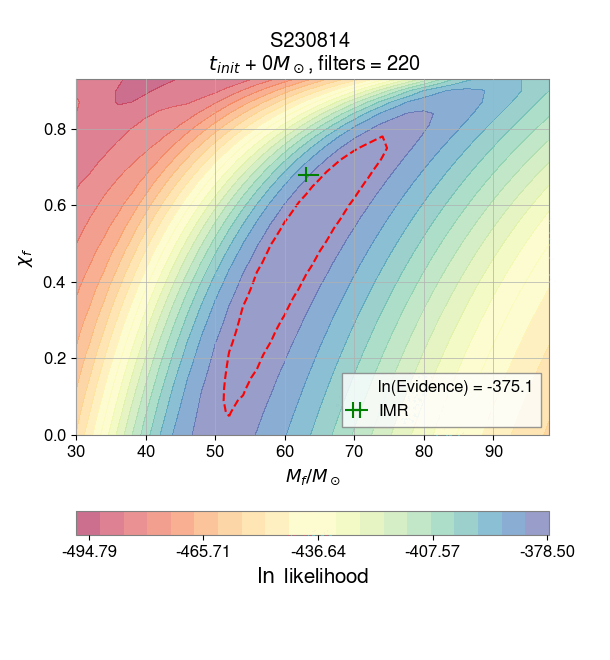 S230814
t_init + 0M_⊙, filters = 220
χ_f
0.8
0.6
0.4
0.2
0.0
30 40 50 60 70 80 90
M_f/M_⊙
ln(Evidence) = -375.1
IMR
-494.79 -465.71 -436.64 -407.57 -378.50
ln likelihood